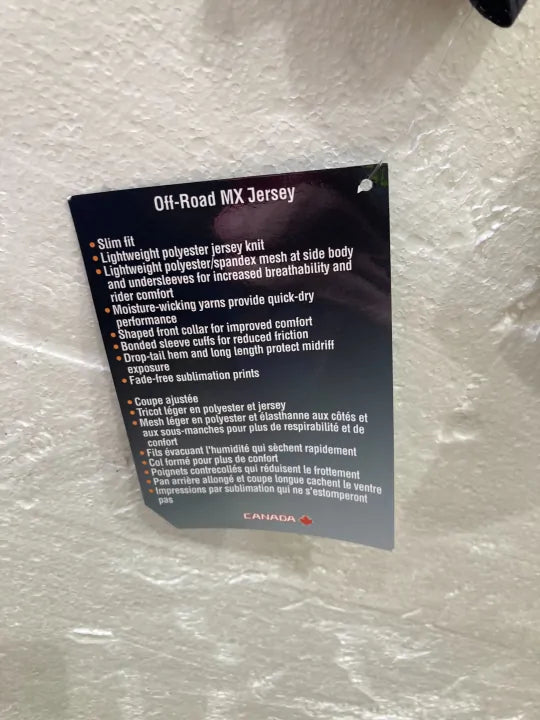 Off-Road MX Jersey
• Slim fit
• Lightweight polyester jersey knit
• Lightweight polyester/spandex mesh at side body
and undersleeves for increased breathability and
rider comfort
• Moisture-wicking yarns provide quick-dry
performance
• Shaped front collar for improved comfort
• Bonded sleeve cuffs for reduced friction
• Drop-tail hem and long length protect midriff
exposure
• Fade-free sublimation prints
• Coupe ajustée
• Tricot léger en polyester et jersey
• Mesh léger en polyester et élasthanne aux côtés et
aux sous-manches pour plus de respirabilité et de
confort
• Fils évacuant l'humidité qui sèchent rapidement
• Col formé pour plus de confort
• Poignets contrecollés qui réduisent le frottement
• Pan arrière allongé et coupe longue cachent le ventre
• Impressions par sublimation qui ne s'estomperont
pas
CANADA